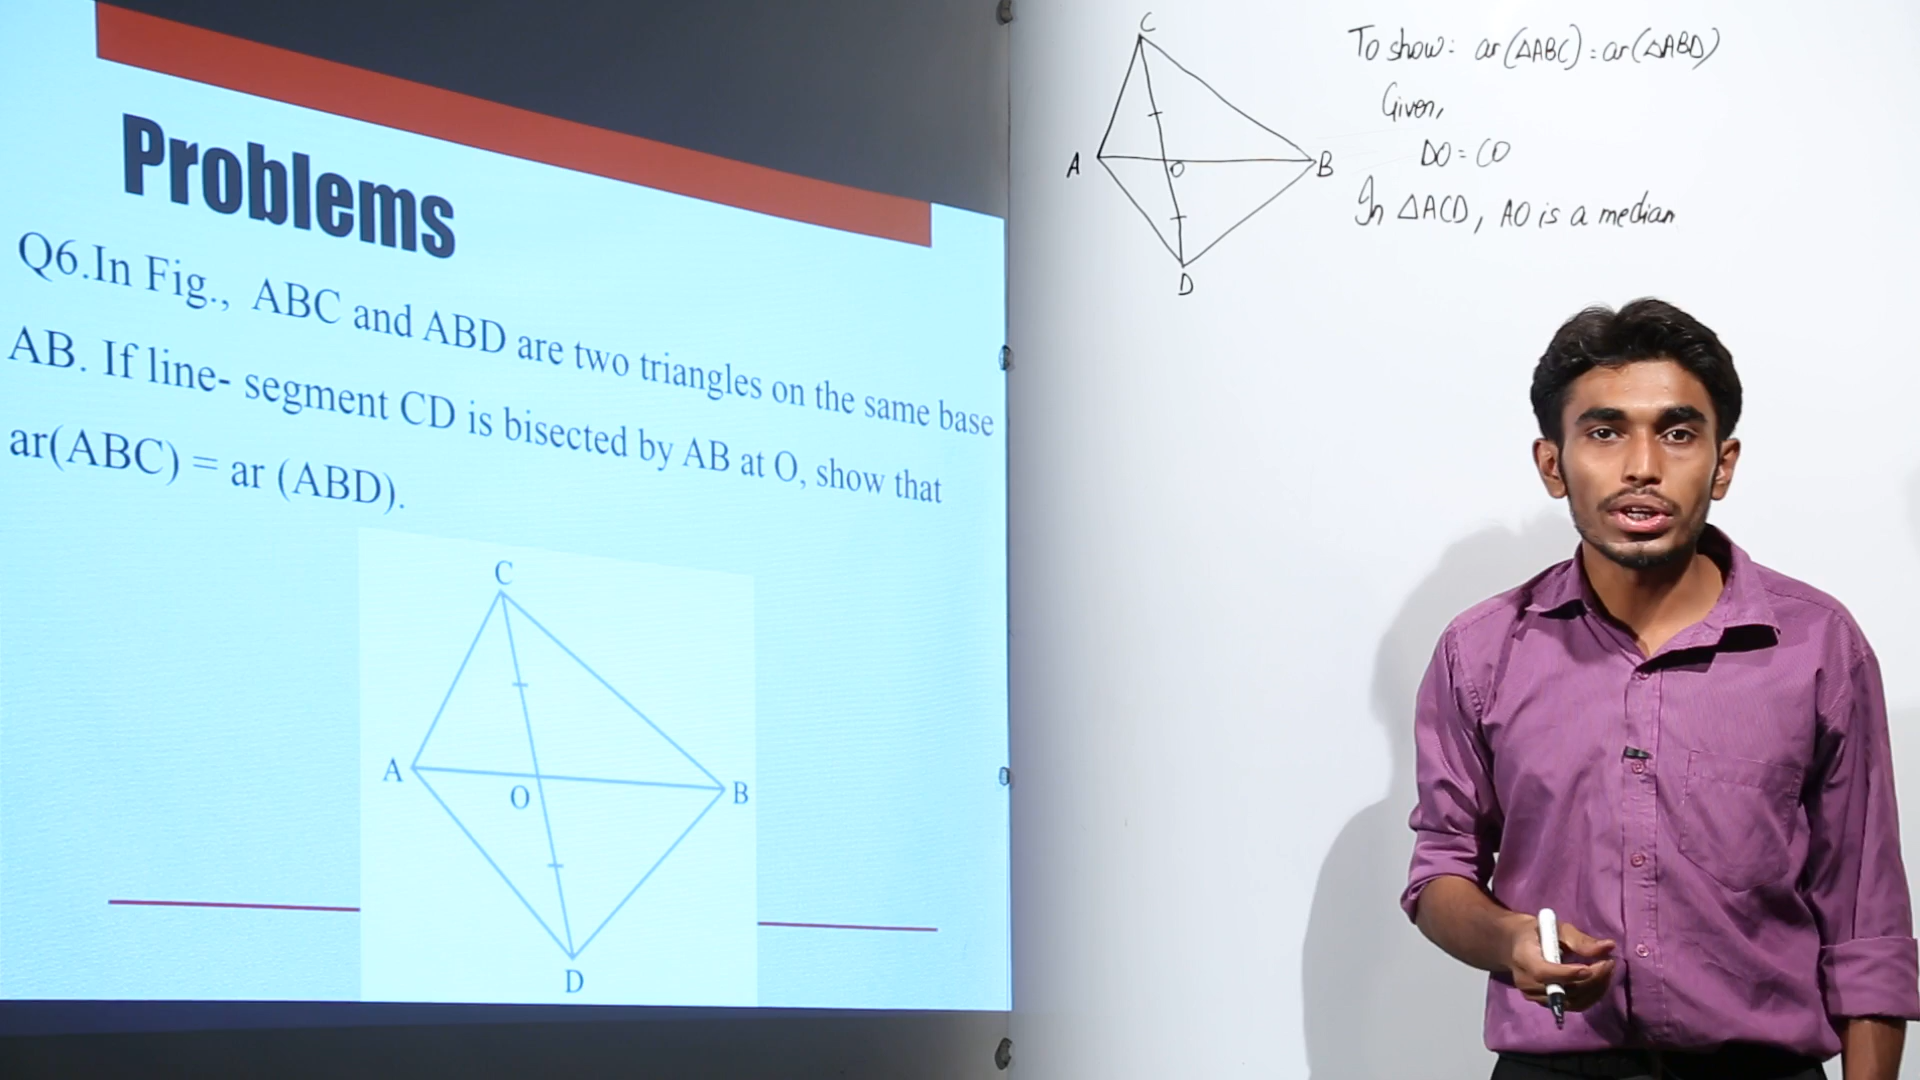 Problems
Q6.In Fig., ABC and ABD are two triangles on the same base
AB. If line- segment CD is bisected by AB at O, show that
ar(ABC) = ar (ABD).
C
A
O
B
D
C
A
O
B
D
To show: ar(△ABC) = ar(△ABD)
Given,
DO = CO
In △ACD, AO is a median